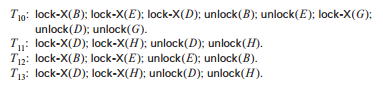 T10: lock-X(B); lock-X(E); lock-X(D); unlock(B); unlock(E); lock-X(G);
unlock(D); unlock(G).
T11: lock-X(D); lock-X(H); unlock(D); unlock(H).
T12: lock-X(B); lock-X(E); unlock(E); unlock(B).
T13: lock-X(D); lock-X(H); unlock(D); unlock(H).